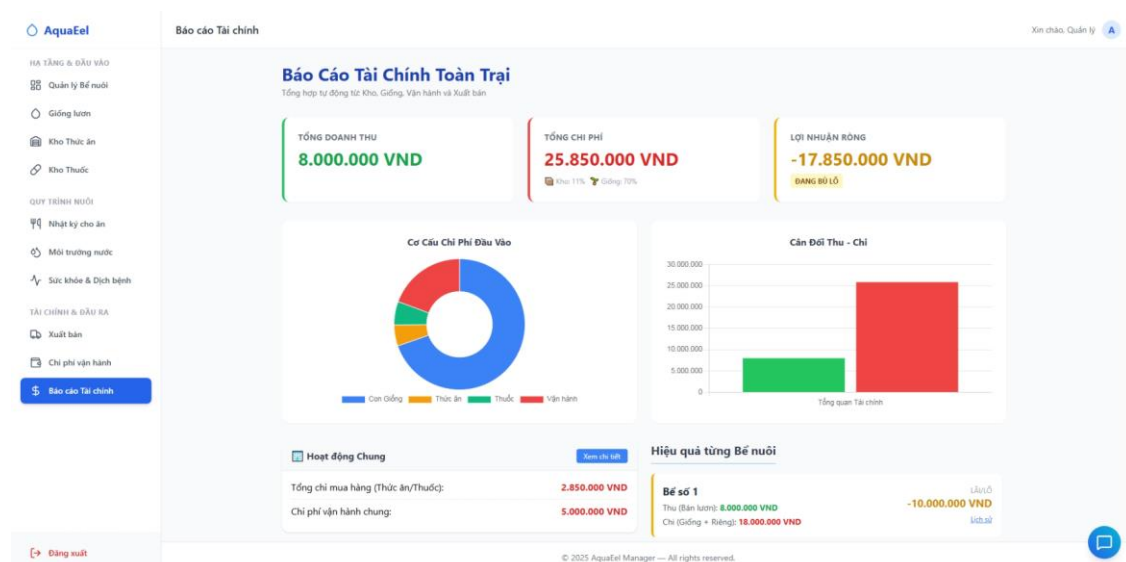 AquaEel
Báo cáo Tài chính
Xin chào, Quản lý
A
HẠ TẦNG & ĐẦU VÀO
Quản lý Bể nuôi
Giống lươn
Kho Thức ăn
Kho Thuốc
QUY TRÌNH NUÔI
Nhật ký cho ăn
Môi trường nước
Sức khỏe & Dịch bệnh
TÀI CHÍNH & ĐẦU RA
Xuất bán
Chi phí vận hành
Báo cáo Tài chính
Đăng xuất
Báo Cáo Tài Chính Toàn Trại
Tổng hợp tự động từ: Kho, Giống, Vận hành và Xuất bán
TỔNG DOANH THU
8.000.000 VND
TỔNG CHI PHÍ
25.850.000 VND
Kho: 11% Giống: 70%
LỢI NHUẬN RÒNG
-17.850.000 VND
ĐANG BÙ LỖ
Cơ Cấu Chi Phí Đầu Vào
Con Giống Thức ăn Thuốc Vận hành
Cân Đối Thu - Chi
30.000.000
25.000.000
20.000.000
15.000.000
10.000.000
5.000.000
0
Tổng quan Tài chính
Hoạt động Chung
Xem chi tiết
Tổng chi mua hàng (Thức ăn/Thuốc): 2.850.000 VND
Chi phí vận hành chung: 5.000.000 VND
Hiệu quả từng Bể nuôi
Bể số 1
Thu (Bán lươn): 8.000.000 VND
Chi (Giống + Riêng): 18.000.000 VND
LÃI/LỖ
-10.000.000 VND
Lịch sử
© 2025 AquaEel Manager — All rights reserved.